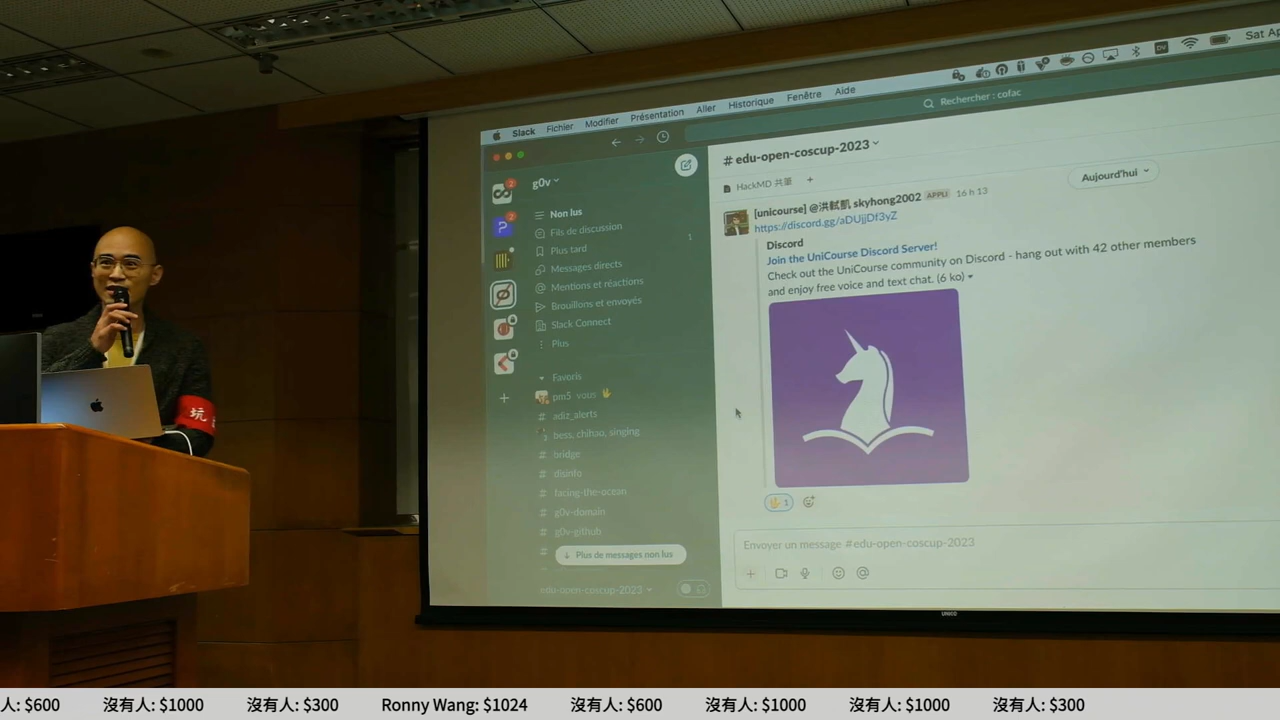 Slack Fichier Modifier Présentation Aller Historique Fenêtre Aide
DV
Sat Ap
Rechercher : cofac
g0v
Non lus
Fils de discussion
1
Plus tard
Messages directs
Mentions et réactions
Brouillons et envoyés
Slack Connect
Plus
Favoris
pm5 vous
# adiz_alerts
bess, chihao, singing
# bridge
# disinfo
# facing-the-ocean
# g0v-domain
# g0v-github
#
↓ Plus de messages non lus
edu-open-coscup-2023
2
2
# edu-open-coscup-2023
HackMD 共筆 +
Aujourd'hui
[unicourse] @洪軾凱 skyhong2002 APPLI 16 h 13
https://discord.gg/aDUjjDf3yZ
Discord
Join the UniCourse Discord Server!
Check out the UniCourse community on Discord - hang out with 42 other members
and enjoy free voice and text chat. (6 ko)
1
Envoyer un message #edu-open-coscup-2023
UNICO
坑
人: $600 沒有人: $1000 沒有人: $300 Ronny Wang: $1024 沒有人: $600 沒有人: $1000 沒有人: $1000 沒有人: $300